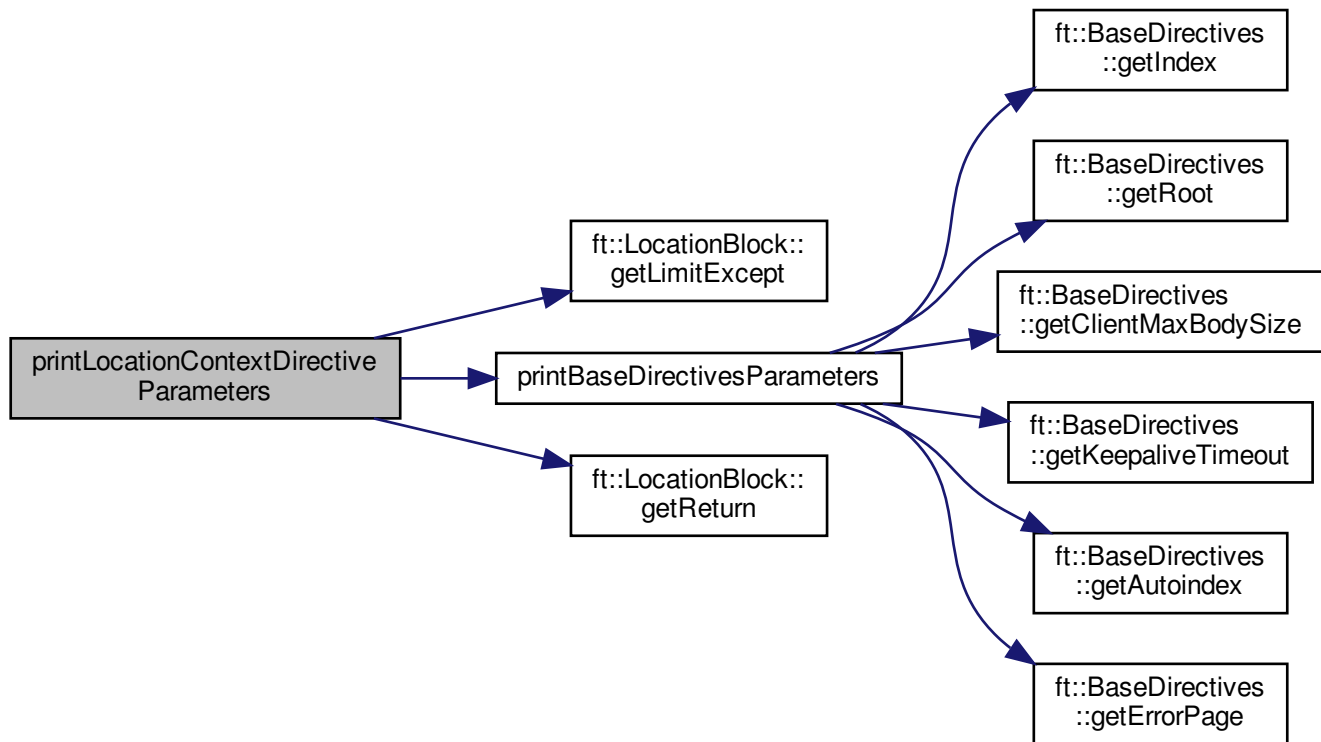 printLocationContextDirective
Parameters
ft::LocationBlock::
getLimitExcept
printBaseDirectivesParameters
ft::LocationBlock::
getReturn
ft::BaseDirectives
::getIndex
ft::BaseDirectives
::getRoot
ft::BaseDirectives
::getClientMaxBodySize
ft::BaseDirectives
::getKeepaliveTimeout
ft::BaseDirectives
::getAutoindex
ft::BaseDirectives
::getErrorPage